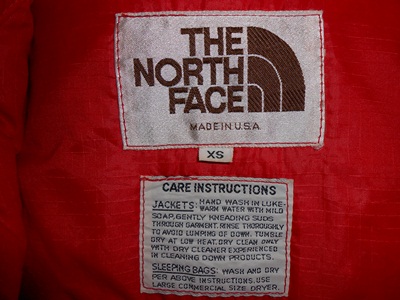 THE
NORTH
FACE
MADE IN U.S.A.
XS
CARE INSTRUCTIONS
JACKETS: HAND WASH IN LUKE-
WARM WATER WITH MILD
SOAP, GENTLY KNEADING SUDS
THROUGH GARMENT. RINSE THOROUGHLY
TO AVOID LUMPING OF DOWN. TUMBLE
DRY AT LOW HEAT. DRY CLEAN ONLY
WITH DRY CLEANER EXPERIENCED
IN CLEANING DOWN PRODUCTS.
SLEEPING BAGS: WASH AND DRY
PER ABOVE INSTRUCTIONS. USE
LARGE COMMERCIAL SIZE DRYER.